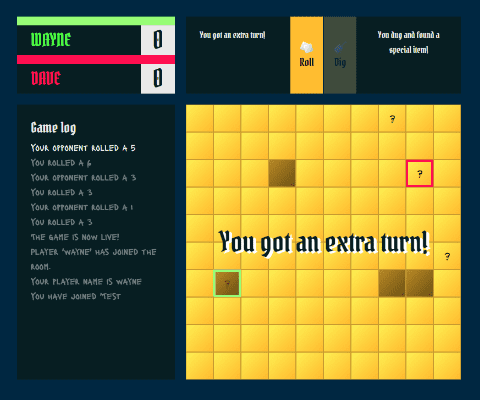 WAYNE 0
DAVE 0
You got an extra turn!
Roll
Dig
You dug and found a
special item!
Game log
YOUR OPPONENT ROLLED A 5
YOU ROLLED A 6
YOUR OPPONENT ROLLED A 3
YOU ROLLED A 3
YOUR OPPONENT ROLLED A 1
YOU ROLLED A 3
THE GAME IS NOW LIVE!
PLAYER 'WAYNE' HAS JOINED THE
ROOM.
YOUR PLAYER NAME IS WAYNE
YOU HAVE JOINED 'TEST
?
?
You got an extra turn!
?
?